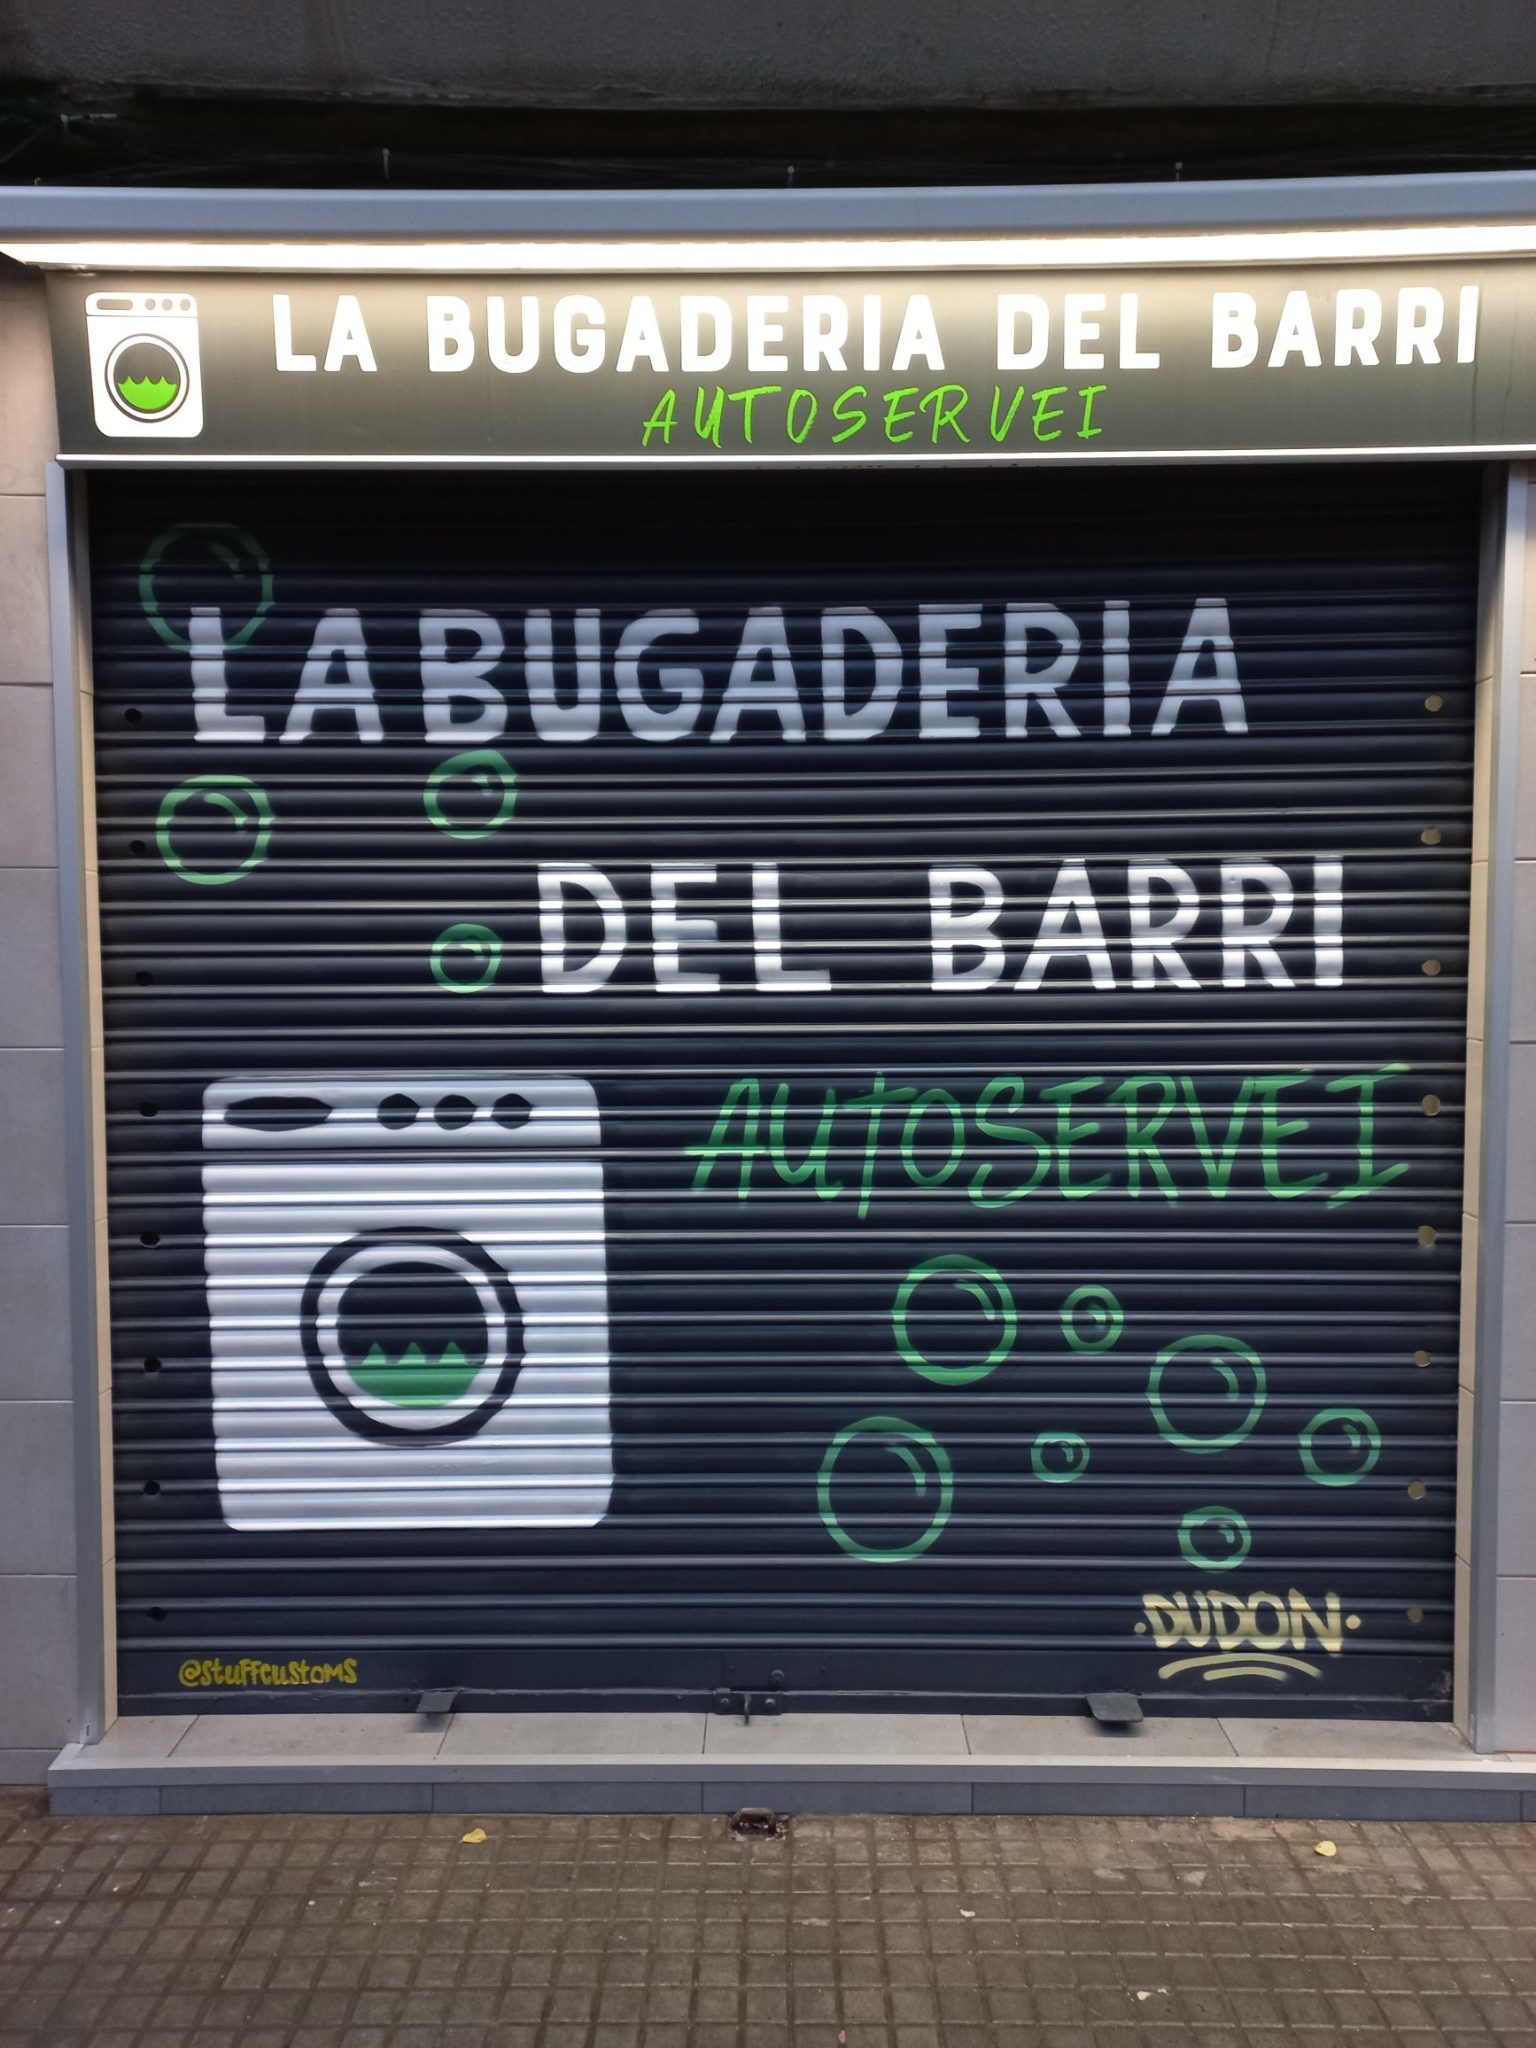 LA BUGADERIA DEL BARRI
AUTOSERVEI
LA BUGADERIA
DEL BARRI
AUTOSERVEI
DUDON
@stuffcustoms